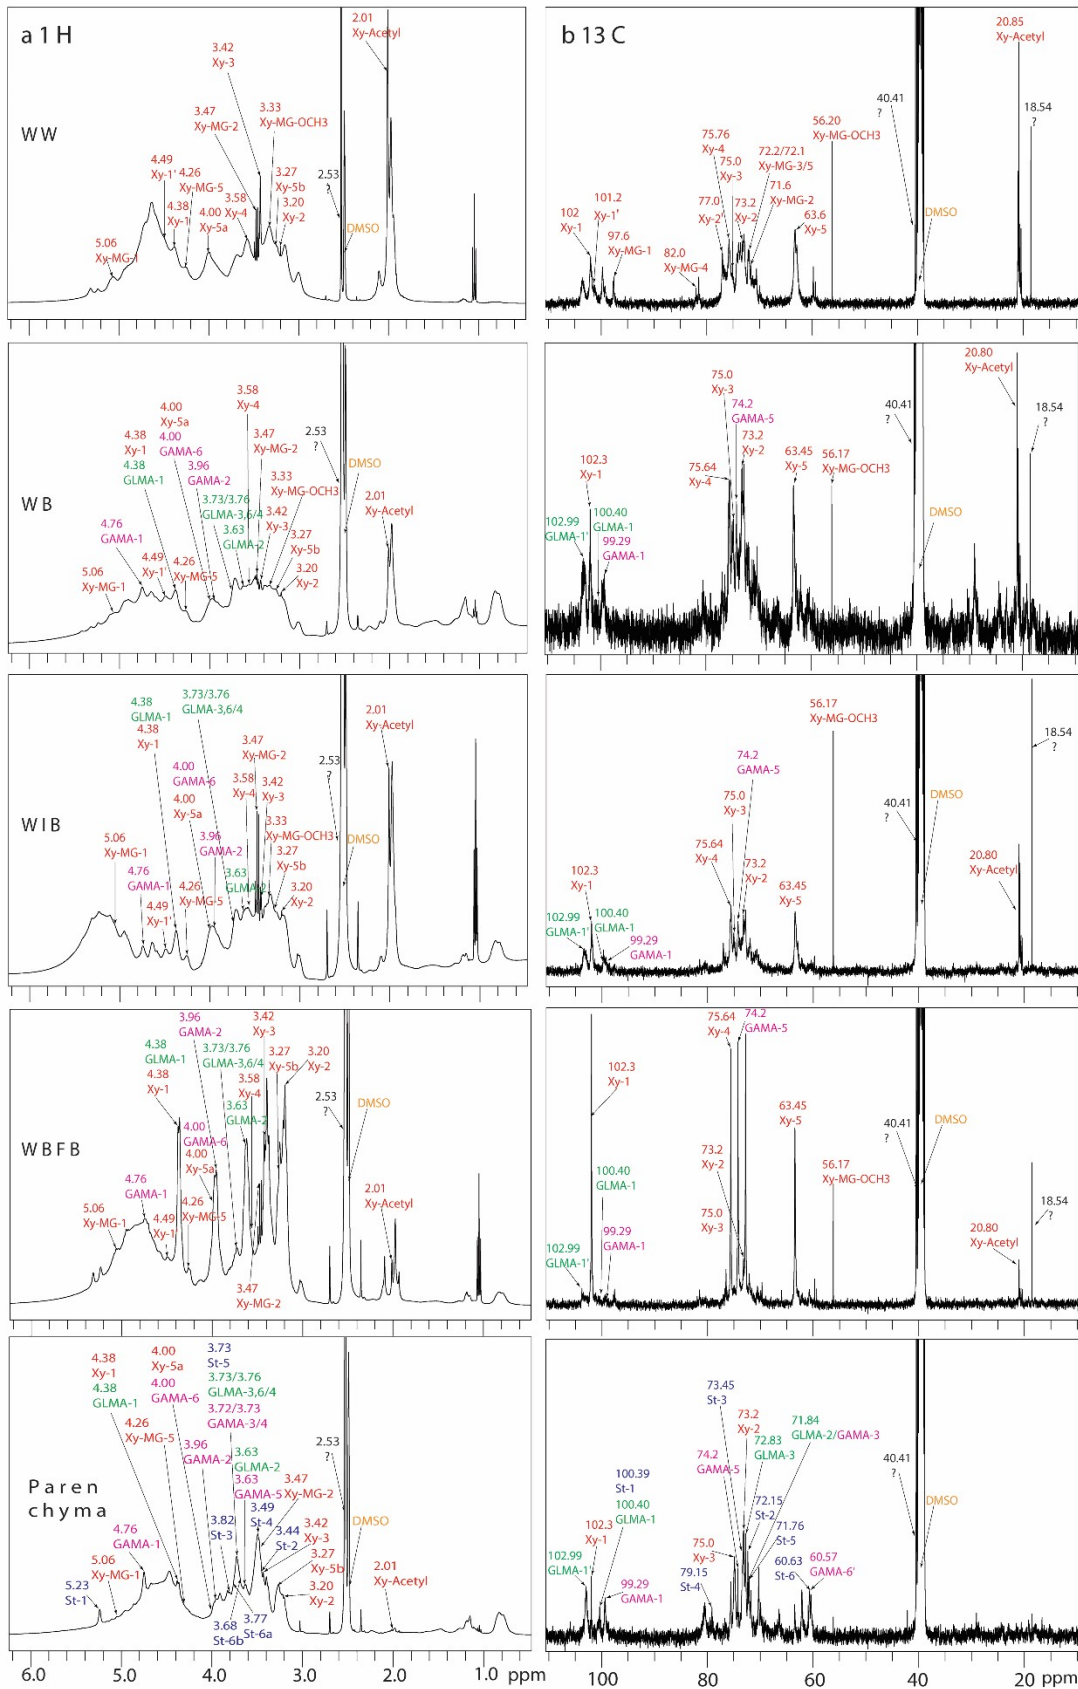 a 1 H
WW
2.01
Xy-Acetyl
3.42
Xy-3
3.47
Xy-MG-2
3.33
Xy-MG-OCH3
4.49
Xy-1'
4.26
Xy-MG-5
4.38
Xy-1
4.00
Xy-5a
3.58
Xy-4
3.27
Xy-5b
3.20
Xy-2
2.53
?
DMSO
5.06
Xy-MG-1
b 13 C
20.85
Xy-Acetyl
40.41
?
18.54
?
56.20
Xy-MG-OCH3
75.76
Xy-4
75.0
Xy-3
72.2/72.1
Xy-MG-3/5
71.6
Xy-MG-2
77.0
Xy-2'
73.2
Xy-2
63.6
Xy-5
102
Xy-1
101.2
Xy-1'
97.6
Xy-MG-1
82.0
Xy-MG-4
DMSO
WB
3.58
Xy-4
4.00
Xy-5a
4.38
Xy-1
4.00
GAMA-6
3.47
Xy-MG-2
2.53
?
4.38
GLMA-1
3.96
GAMA-2
3.33
Xy-MG-OCH3
DMSO
3.73/3.76
GLMA-3,6/4
3.42
Xy-3
2.01
Xy-Acetyl
4.76
GAMA-1
3.63
GLMA-2
3.27
Xy-5b
4.49
Xy-1'
4.26
Xy-MG-5
3.20
Xy-2
5.06
Xy-MG-1
20.80
Xy-Acetyl
75.0
Xy-3
74.2
GAMA-5
40.41
?
18.54
?
73.2
Xy-2
102.3
Xy-1
75.64
Xy-4
63.45
Xy-5
56.17
Xy-MG-OCH3
102.99
GLMA-1'
100.40
GLMA-1
99.29
GAMA-1
DMSO
WIB
4.38
GLMA-1
3.73/3.76
GLMA-3,6/4
4.38
Xy-1
2.01
Xy-Acetyl
3.47
Xy-MG-2
4.00
GAMA-6
2.53
?
3.58
Xy-4
3.42
Xy-3
4.00
Xy-5a
3.33
Xy-MG-OCH3
DMSO
5.06
Xy-MG-1
3.96
GAMA-2
3.27
Xy-5b
4.76
GAMA-1
3.63
GLMA-2
4.26
Xy-MG-5
3.20
Xy-2
4.49
Xy-1'
56.17
Xy-MG-OCH3
18.54
?
74.2
GAMA-5
75.0
Xy-3
40.41
?
DMSO
75.64
Xy-4
73.2
Xy-2
63.45
Xy-5
20.80
Xy-Acetyl
102.3
Xy-1
102.99
GLMA-1'
100.40
GLMA-1
99.29
GAMA-1
WBFB
3.96
GAMA-2
3.42
Xy-3
4.38
GLMA-1
3.73/3.76
GLMA-3,6/4
3.27
Xy-5b
3.20
Xy-2
4.38
Xy-1
3.58
Xy-4
2.53
?
DMSO
3.63
GLMA-2
4.00
GAMA-6
4.00
Xy-5a
4.76
GAMA-1
4.26
Xy-MG-5
2.01
Xy-Acetyl
5.06
Xy-MG-1
4.49
Xy-1'
3.47
Xy-MG-2
75.64
Xy-4
74.2
GAMA-5
102.3
Xy-1
63.45
Xy-5
40.41
?
DMSO
73.2
Xy-2
100.40
GLMA-1
56.17
Xy-MG-OCH3
18.54
?
75.0
Xy-3
102.99
GLMA-1'
99.29
GAMA-1
20.80
Xy-Acetyl
Paren
chyma
4.38
Xy-1
4.00
Xy-5a
3.73
St-5
4.38
GLMA-1
4.00
GAMA-6
3.73/3.76
GLMA-3,6/4
3.72/3.73
GAMA-3/4
4.26
Xy-MG-5
3.96
GAMA-2
3.63
GLMA-2
2.53
?
3.63
GAMA-5
3.47
Xy-MG-2
3.82
St-3
3.49
St-4
DMSO
4.76
GAMA-1
3.44
St-2
3.42
Xy-3
5.06
Xy-MG-1
3.27
Xy-5b
2.01
Xy-Acetyl
5.23
St-1
3.20
Xy-2
3.77
St-6a
3.68
St-6b
73.45
St-3
73.2
Xy-2
71.84
GLMA-2/GAMA-3
72.83
GLMA-3
74.2
GAMA-5
40.41
?
100.39
St-1
DMSO
100.40
GLMA-1
72.15
St-2
102.3
Xy-1
75.0
Xy-3
71.76
St-5
102.99
GLMA-1'
99.29
GAMA-1
79.15
St-4
60.63
St-6
60.57
GAMA-6'
6.0 5.0 4.0 3.0 2.0 1.0 ppm
100 80 60 40 20 ppm